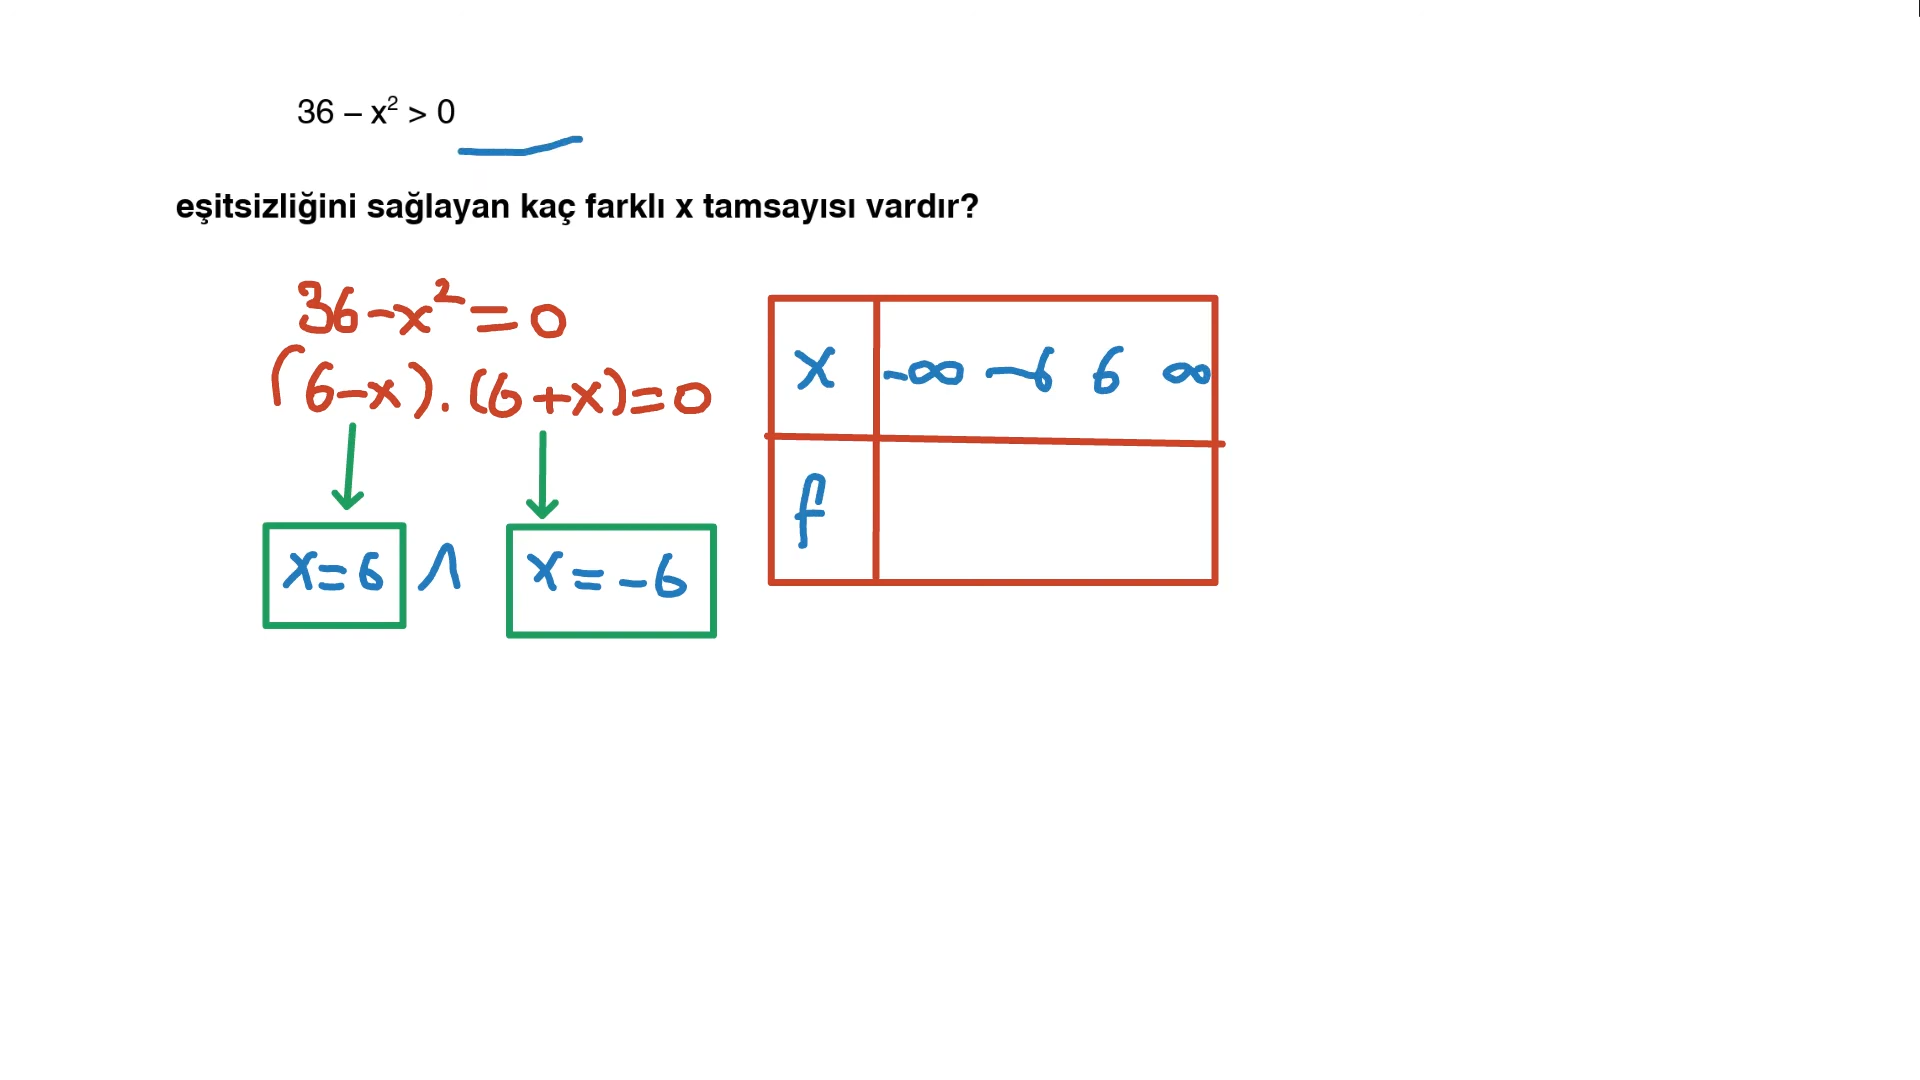 36 – x² > 0
eşitsizliğini sağlayan kaç farklı x tamsayısı vardır?
36-x²=0
(6-x).(6+x)=0
x=6 ∧ x=-6
x -∞ -6 6 ∞
f